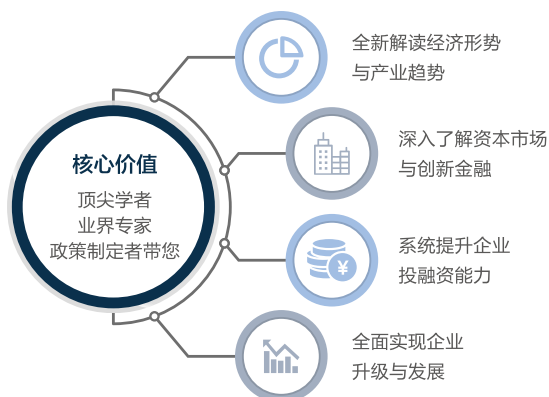 核心价值
顶尖学者
业界专家
政策制定者带您
全新解读经济形势
与产业趋势
深入了解资本市场
与创新金融
系统提升企业
投融资能力
¥
全面实现企业
升级与发展